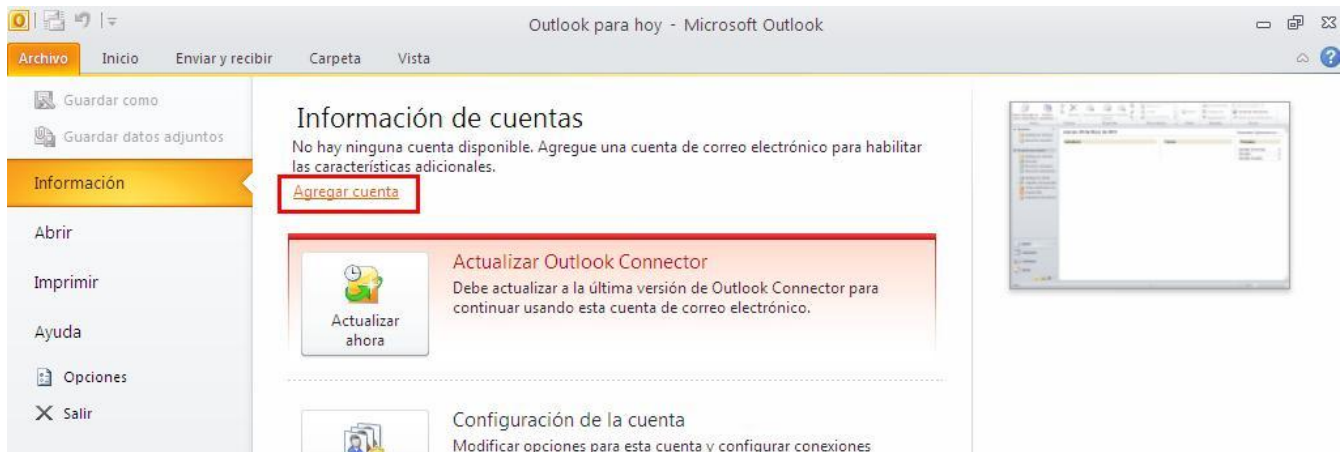 Outlook para hoy - Microsoft Outlook
Archivo Inicio Enviar y recibir Carpeta Vista
Guardar como
Guardar datos adjuntos
Información
Abrir
Imprimir
Ayuda
Opciones
Salir
Información de cuentas
No hay ninguna cuenta disponible. Agregue una cuenta de correo electrónico para habilitar
las características adicionales.
Agregar cuenta
Actualizar
ahora
Actualizar Outlook Connector
Debe actualizar a la última versión de Outlook Connector para
continuar usando esta cuenta de correo electrónico.
Configuración de la cuenta
Modificar opciones para esta cuenta y configurar conexiones